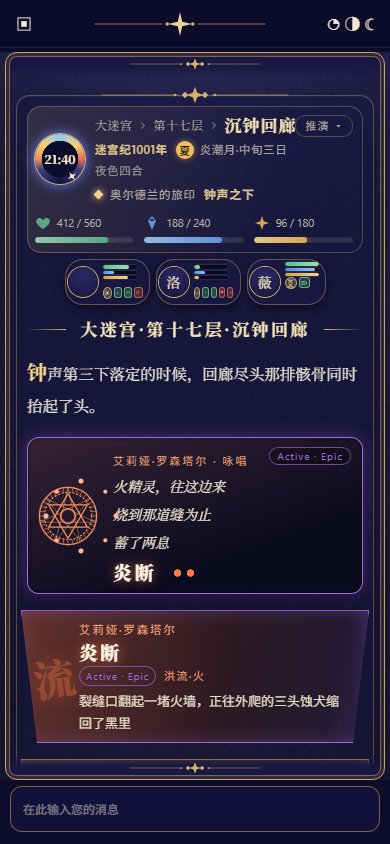 大迷宫 › 第十七层 › 沉钟回廊
推演
21:40
迷宫纪1001年 夏 炎潮月·中旬三日
夜色四合
奥尔德兰的旅印 钟声之下
412 / 560
188 / 240
96 / 180
洛
薇
大迷宫·第十七层·沉钟回廊
钟声第三下落定的时候，回廊尽头那排骸骨同时
抬起了头。
艾莉娅·罗森塔尔 · 咏唱
Active · Epic
火精灵，往这边来
烧到那道缝为止
蓄了两息
炎断
流
艾莉娅·罗森塔尔
炎断
Active · Epic 洪流·火
裂缝口翻起一堵火墙，正往外爬的三头蚀犬缩
回了黑里
在此输入您的消息